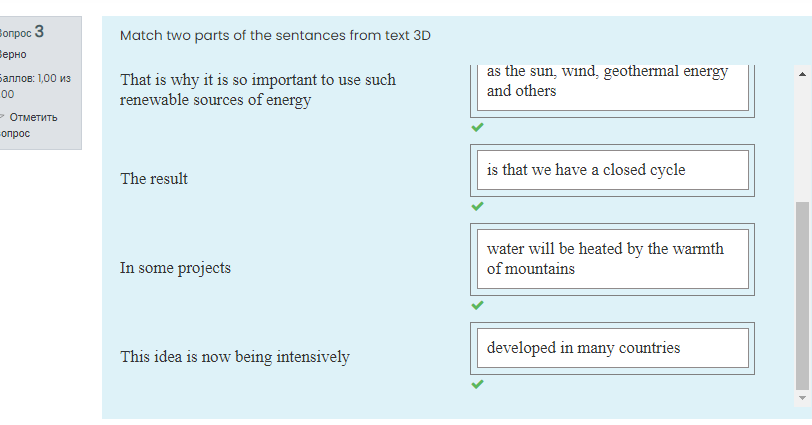 опрос 3
ерно
аллов: 1,00 из
00
Отметить
опрос
Match two parts of the sentences from text 3D
That is why it is so important to use such
renewable sources of energy
as the sun, wind, geothermal energy
and others
The result
is that we have a closed cycle
In some projects
water will be heated by the warmth
of mountains
This idea is now being intensively
developed in many countries